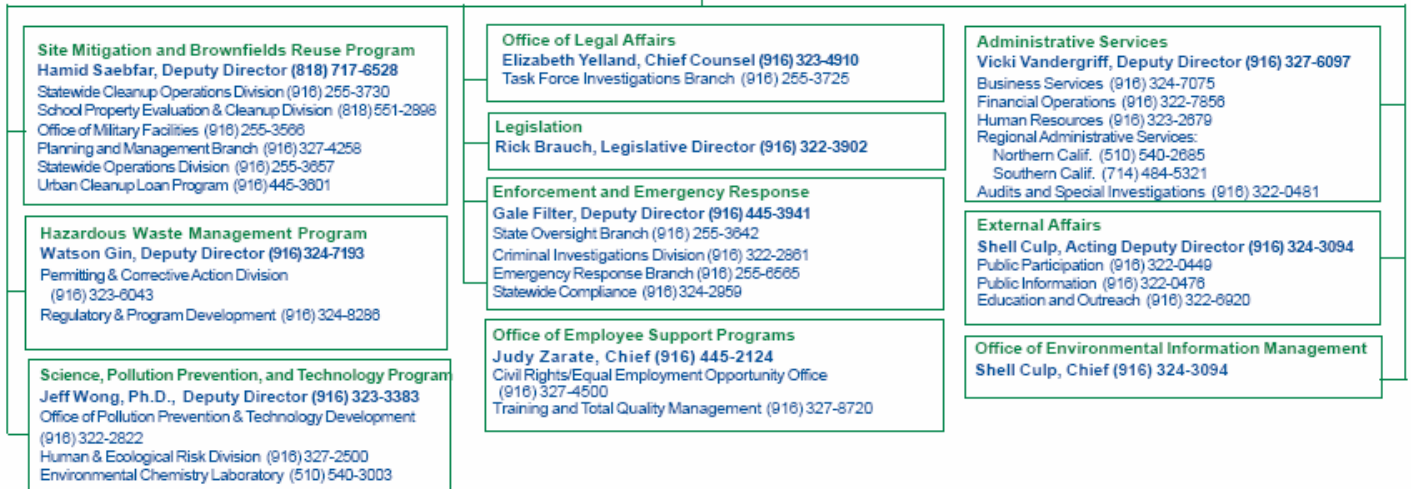 Site Mitigation and Brownfields Reuse Program
Hamid Saebfar, Deputy Director (818) 717-6528
Statewide Cleanup Operations Division (916) 255-3730
School Property Evaluation & Cleanup Division (818) 551-2898
Office of Military Facilities (916) 255-3566
Planning and Management Branch (916) 327-4258
Statewide Operations Division (916) 255-3657
Urban Cleanup Loan Program (916) 445-3601
Hazardous Waste Management Program
Watson Gin, Deputy Director (916) 324-7193
Permitting & Corrective Action Division
(916) 323-6043
Regulatory & Program Development (916) 324-8286
Science, Pollution Prevention, and Technology Program
Jeff Wong, Ph.D., Deputy Director (916) 323-3383
Office of Pollution Prevention & Technology Development
(916) 322-2822
Human & Ecological Risk Division (916) 327-2500
Environmental Chemistry Laboratory (510) 540-3003
Office of Legal Affairs
Elizabeth Yelland, Chief Counsel (916) 323-4910
Task Force Investigations Branch (916) 255-3725
Legislation
Rick Brauch, Legislative Director (916) 322-3902
Enforcement and Emergency Response
Gale Filter, Deputy Director (916) 445-3941
State Oversight Branch (916) 255-3642
Criminal Investigations Division (916) 322-2861
Emergency Response Branch (916) 255-6565
Statewide Compliance (916) 324-2959
Office of Employee Support Programs
Judy Zarate, Chief (916) 445-2124
Civil Rights/Equal Employment Opportunity Office
(916) 327-4500
Training and Total Quality Management (916) 327-8720
Administrative Services
Vicki Vandergriff, Deputy Director (916) 327-6097
Business Services (916) 324-7075
Financial Operations (916) 322-7856
Human Resources (916) 323-2679
Regional Administrative Services:
Northern Calif. (510) 540-2685
Southern Calif. (714) 484-5321
Audits and Special Investigations (916) 322-0481
External Affairs
Shell Culp, Acting Deputy Director (916) 324-3094
Public Participation (916) 322-0449
Public Information (916) 322-0476
Education and Outreach (916) 322-6920
Office of Environmental Information Management
Shell Culp, Chief (916) 324-3094